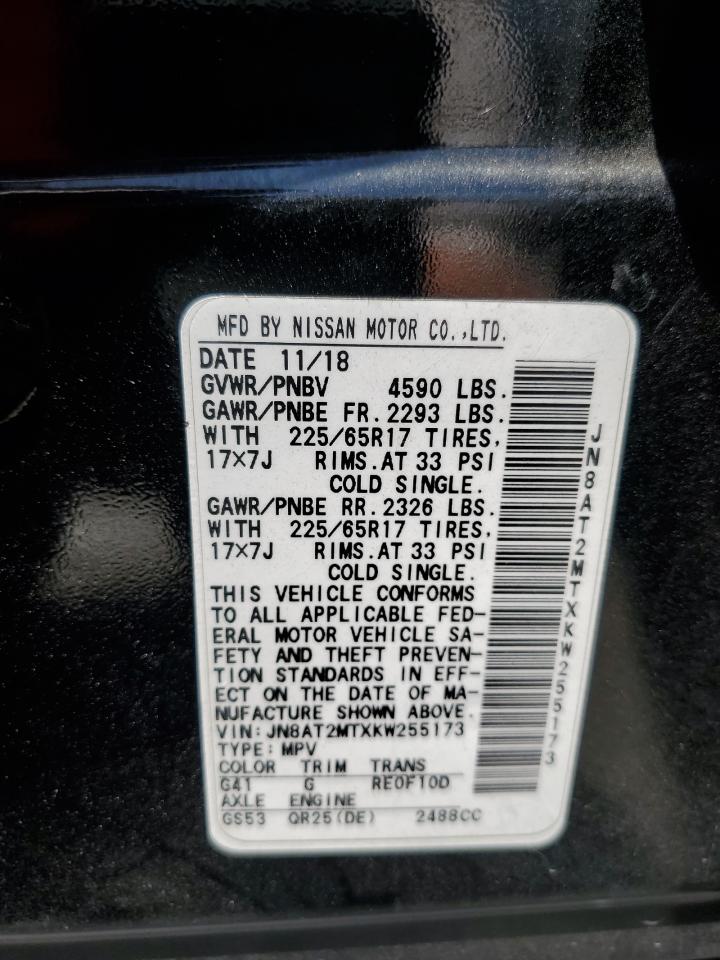 MFD BY NISSAN MOTOR CO.,LTD.
DATE 11/18
GVWR/PNBV 4590 LBS.
GAWR/PNBE FR. 2293 LBS.
WITH 225/65R17 TIRES,
17×7J RIMS.AT 33 PSI
COLD SINGLE.
GAWR/PNBE RR. 2326 LBS.
WITH 225/65R17 TIRES,
17×7J RIMS.AT 33 PSI
COLD SINGLE.
THIS VEHICLE CONFORMS
TO ALL APPLICABLE FED-
ERAL MOTOR VEHICLE SA-
FETY AND THEFT PREVEN-
TION STANDARDS IN EFF-
ECT ON THE DATE OF MA-
NUFACTURE SHOWN ABOVE.
VIN: JN8AT2MTXKW255173
TYPE: MPV
COLOR TRIM TRANS
G41 G RE0F10D
AXLE ENGINE
GS53 QR25(DE) 2488CC
JN8AT2MTXKW255173